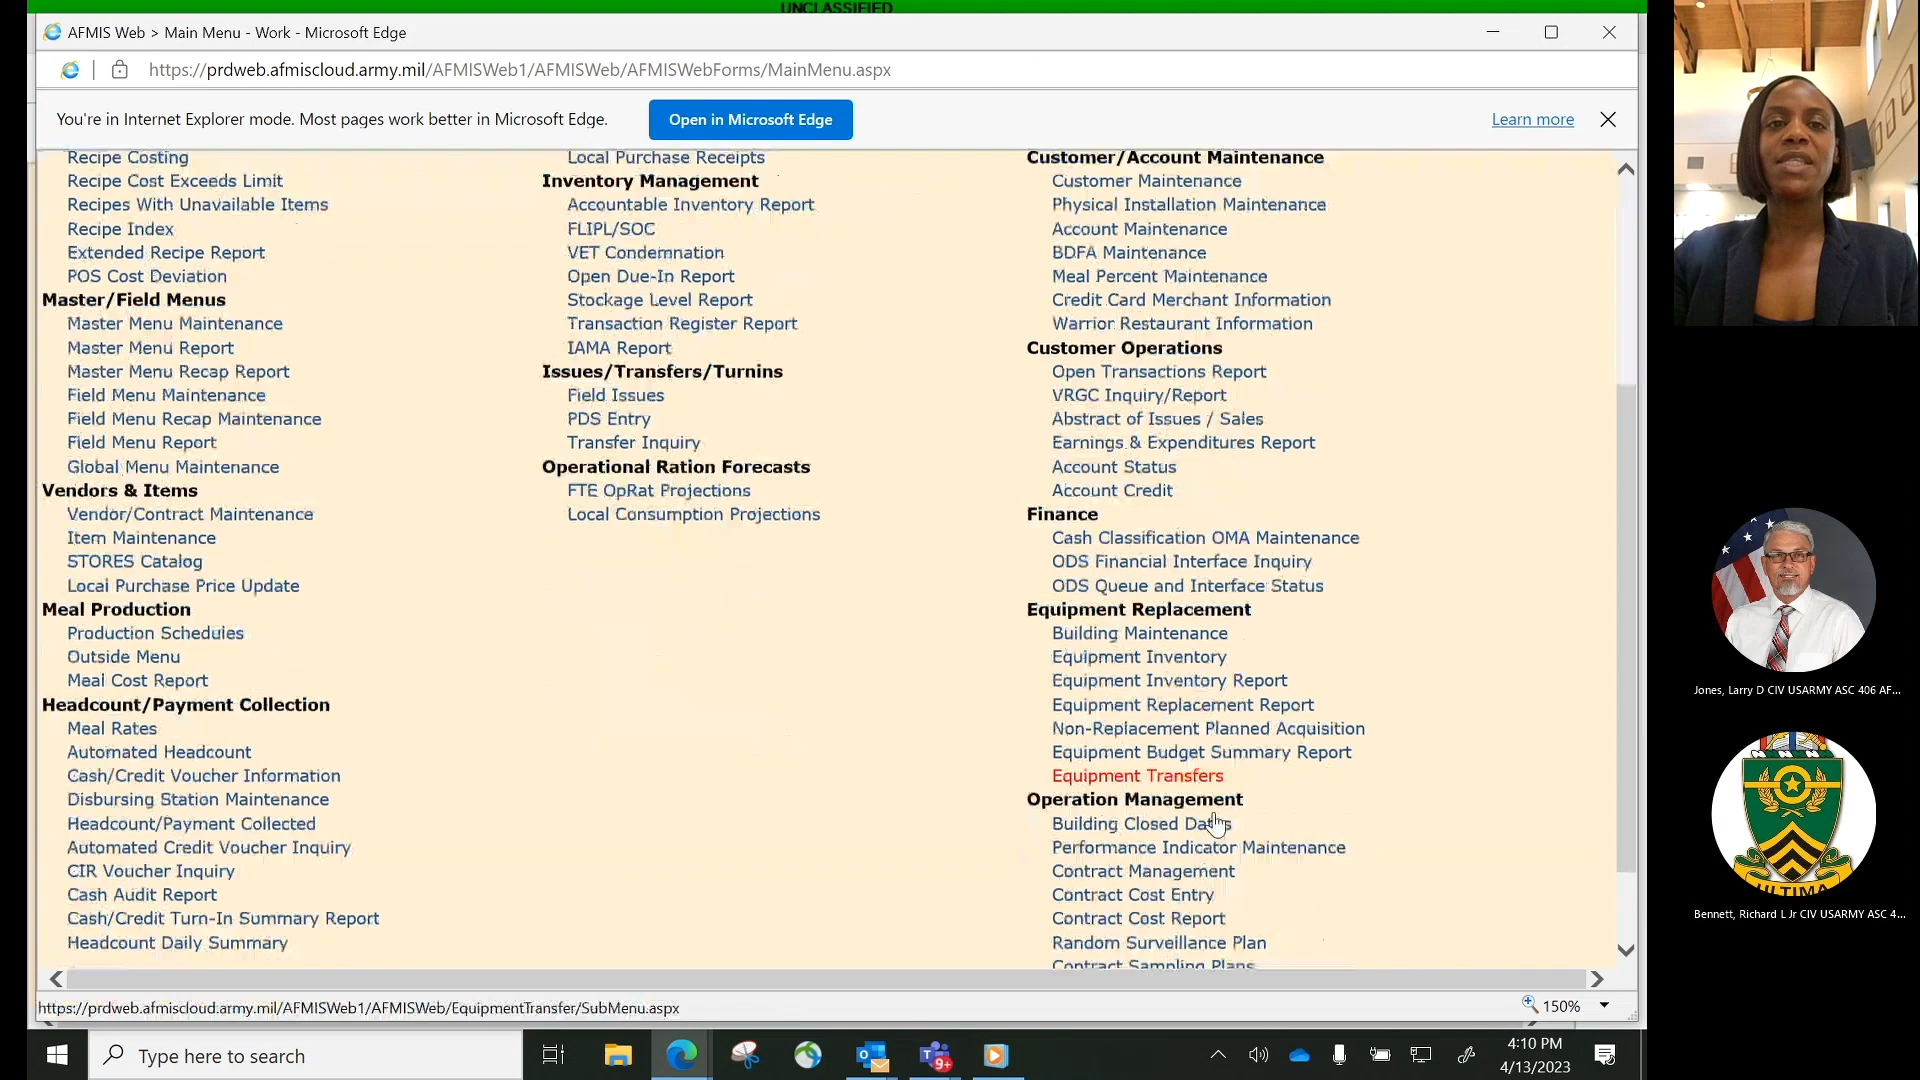 UNCLASSIFIED
AFMIS Web > Main Menu - Work - Microsoft Edge
https://prdweb.afmiscloud.army.mil/AFMISWeb1/AFMISWeb/AFMISWebForms/MainMenu.aspx
You're in Internet Explorer mode. Most pages work better in Microsoft Edge.
Open in Microsoft Edge
Learn more
Recipe Costing
Recipe Cost Exceeds Limit
Recipes With Unavailable Items
Recipe Index
Extended Recipe Report
POS Cost Deviation
Master/Field Menus
Master Menu Maintenance
Master Menu Report
Master Menu Recap Report
Field Menu Maintenance
Field Menu Recap Maintenance
Field Menu Report
Global Menu Maintenance
Vendors & Items
Vendor/Contract Maintenance
Item Maintenance
STORES Catalog
Local Purchase Price Update
Meal Production
Production Schedules
Outside Menu
Meal Cost Report
Headcount/Payment Collection
Meal Rates
Automated Headcount
Cash/Credit Voucher Information
Disbursing Station Maintenance
Headcount/Payment Collected
Automated Credit Voucher Inquiry
CIR Voucher Inquiry
Cash Audit Report
Cash/Credit Turn-In Summary Report
Headcount Daily Summary
Local Purchase Receipts
Inventory Management
Accountable Inventory Report
FLIPL/SOC
VET Condemnation
Open Due-In Report
Stockage Level Report
Transaction Register Report
IAMA Report
Issues/Transfers/Turnins
Field Issues
PDS Entry
Transfer Inquiry
Operational Ration Forecasts
FTE OpRat Projections
Local Consumption Projections
Customer/Account Maintenance
Customer Maintenance
Physical Installation Maintenance
Account Maintenance
BDFA Maintenance
Meal Percent Maintenance
Credit Card Merchant Information
Warrior Restaurant Information
Customer Operations
Open Transactions Report
VRGC Inquiry/Report
Abstract of Issues / Sales
Earnings & Expenditures Report
Account Status
Account Credit
Finance
Cash Classification OMA Maintenance
ODS Financial Interface Inquiry
ODS Queue and Interface Status
Equipment Replacement
Building Maintenance
Equipment Inventory
Equipment Inventory Report
Equipment Replacement Report
Non-Replacement Planned Acquisition
Equipment Budget Summary Report
Equipment Transfers
Operation Management
Building Closed Dates
Performance Indicator Maintenance
Contract Management
Contract Cost Entry
Contract Cost Report
Random Surveillance Plan
Contract Sampling Plans
https://prdweb.afmiscloud.army.mil/AFMISWeb1/AFMISWeb/EquipmentTransfer/SubMenu.aspx
150%
Type here to search
9+
4:10 PM
4/13/2023
Jones, Larry D CIV USARMY ASC 406 AF...
ULTIMA
Bennett, Richard L Jr CIV USARMY ASC 4...